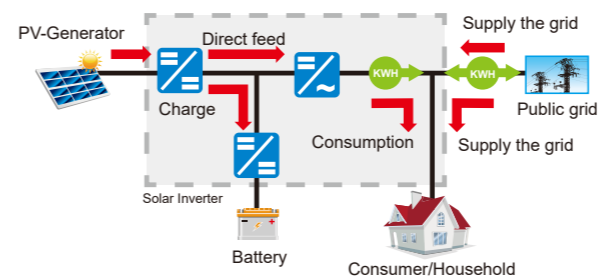 Supply the grid
PV-Generator
Direct feed
KWH
KWH
Charge
Public grid
Consumption
Supply the grid
Solar Inverter
Battery
Consumer/Household